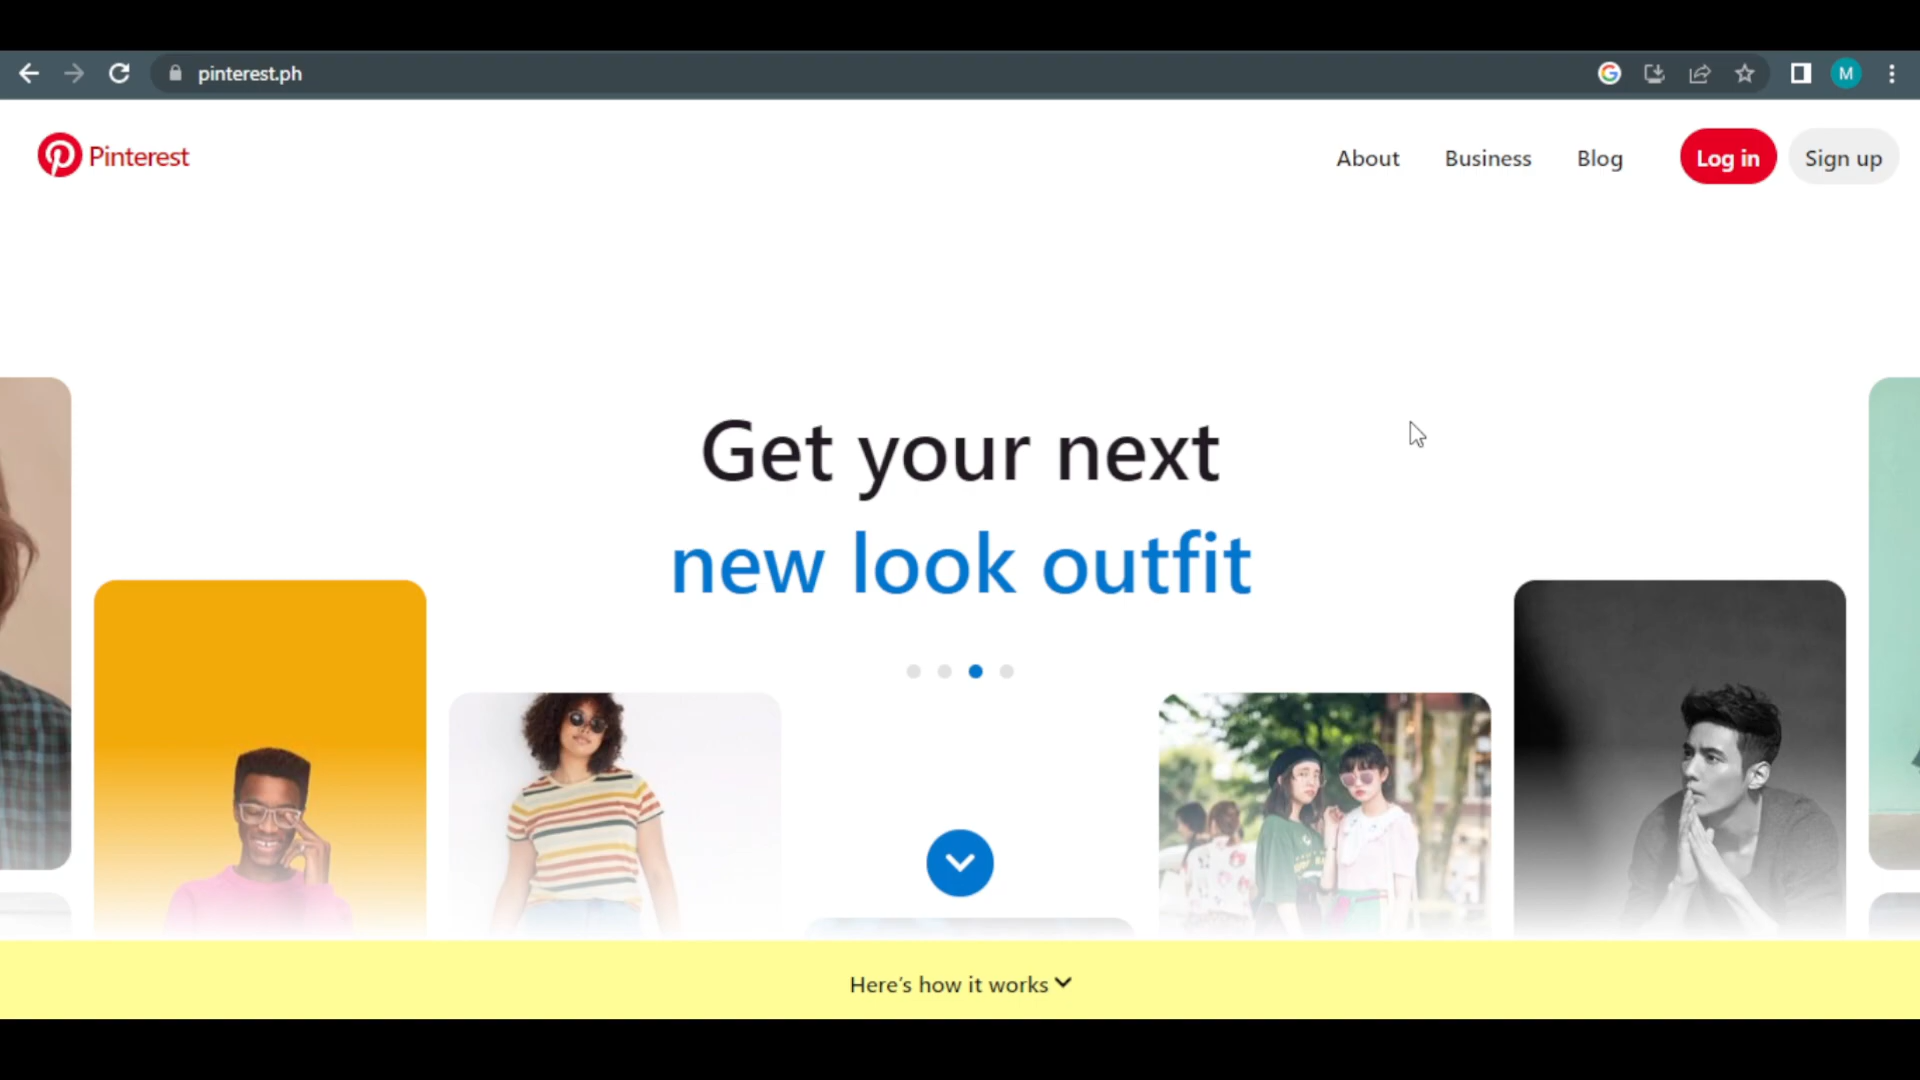 pinterest.ph
M
Pinterest
About
Business
Blog
Log in
Sign up
Get your next
new look outfit
Here's how it works